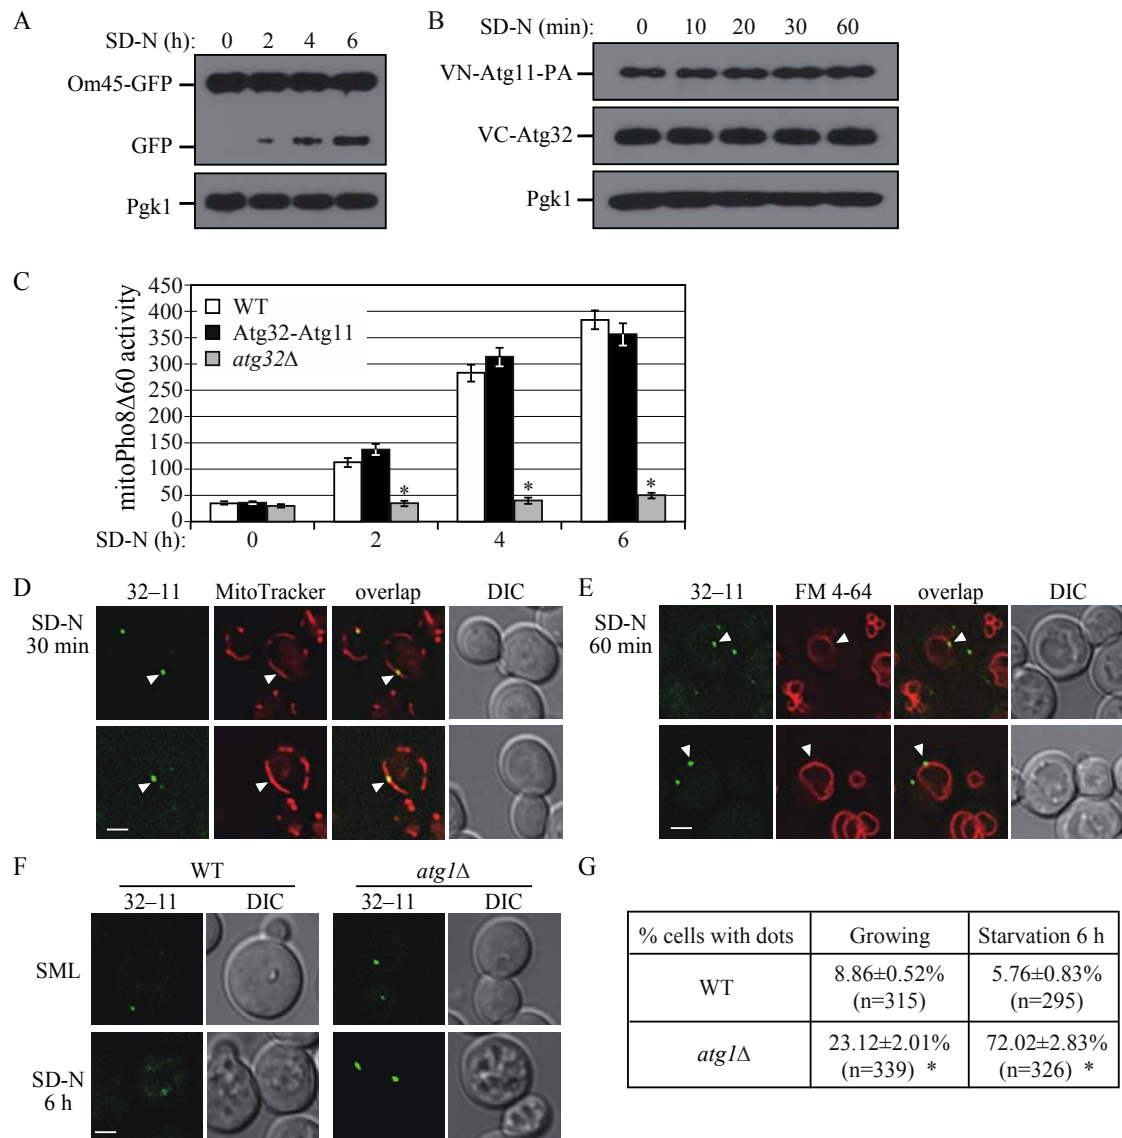 A
SD-N (h): 0 2 4 6
Om45-GFP
GFP
Pgk1
B
SD-N (min): 0 10 20 30 60
VN-Atg11-PA
VC-Atg32
Pgk1
C
mitoPho8Δ60 activity
450
400
350
300
250
200
150
100
50
0
WT
Atg32-Atg11
atg32Δ
* * *
SD-N (h): 0 2 4 6
D
32–11 MitoTracker overlap DIC
SD-N
30 min
E
32–11 FM 4-64 overlap DIC
SD-N
60 min
F
WT atg1Δ
32–11 DIC 32–11 DIC
SML
SD-N
6 h
G
% cells with dots Growing Starvation 6 h
WT 8.86±0.52% 5.76±0.83%
(n=315) (n=295)
atg1Δ 23.12±2.01% 72.02±2.83%
(n=339) * (n=326) *